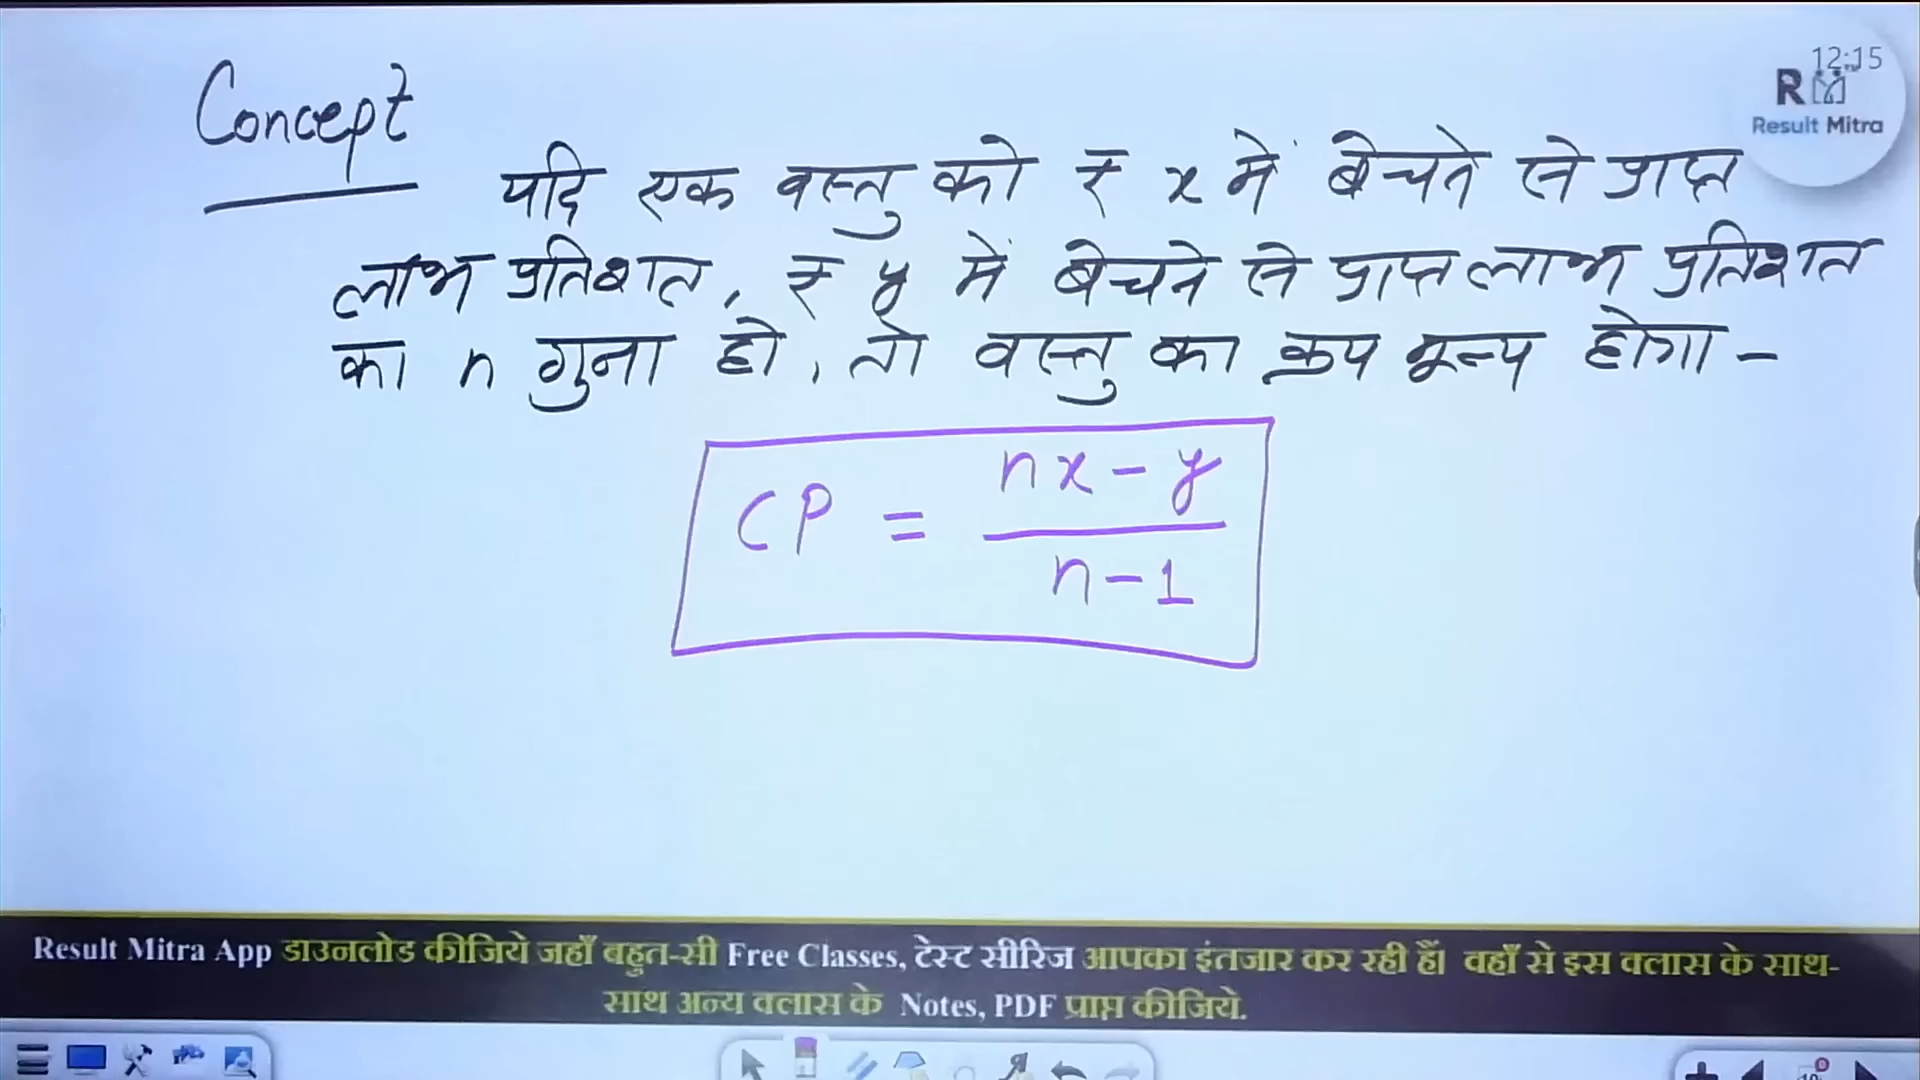 12:15
RM
Result Mitra
Concept
यदि एक वस्तु को ₹ x में बेचने से प्राप्त
लाभ प्रतिशत, ₹ y में बेचने से प्राप्त लाभ प्रतिशत
का n गुना हो, तो वस्तु का क्रय मूल्य होगा -
CP = nx - y
n - 1
Result Mitra App डाउनलोड कीजिये जहाँ बहुत-सी Free Classes, टेस्ट सीरिज आपका इंतजार कर रही हैं। वहाँ से इस क्लास के साथ-
साथ अन्य क्लास के Notes, PDF प्राप्त कीजिये.